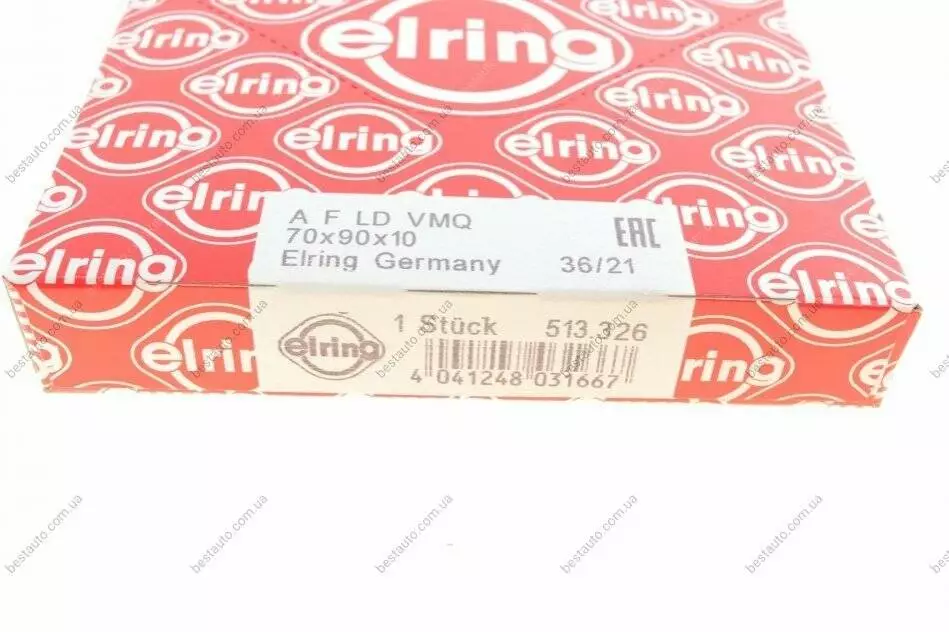 elring
A F LD VMQ
70x90x10
EAC
Elring Germany 36/21
1 Stück 513.326
elring
4 041248 031667
bestauto.com.ua